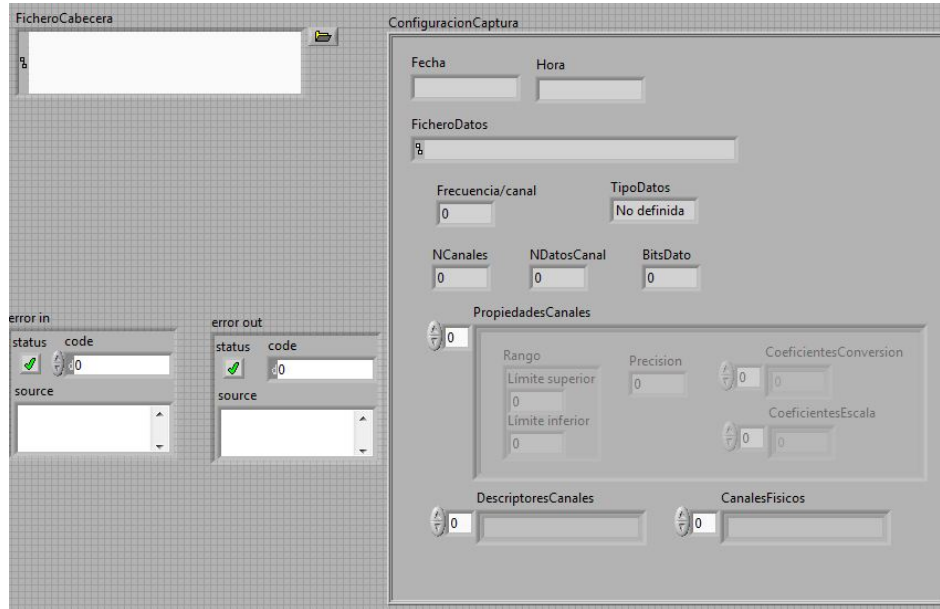 FicheroCabecera
ConfiguracionCaptura
Fecha
Hora
FicheroDatos
Frecuencia/canal
TipoDatos
0
No definida
NCanales
NDatosCanal
BitsDato
0
0
0
PropiedadesCanales
0
Rango
Límite superior
0
Límite inferior
0
Precision
0
CoeficientesConversion
0
0
CoeficientesEscala
0
0
DescriptoresCanales
0
CanalesFisicos
0
error in
status code
0
source
error out
status code
0
source